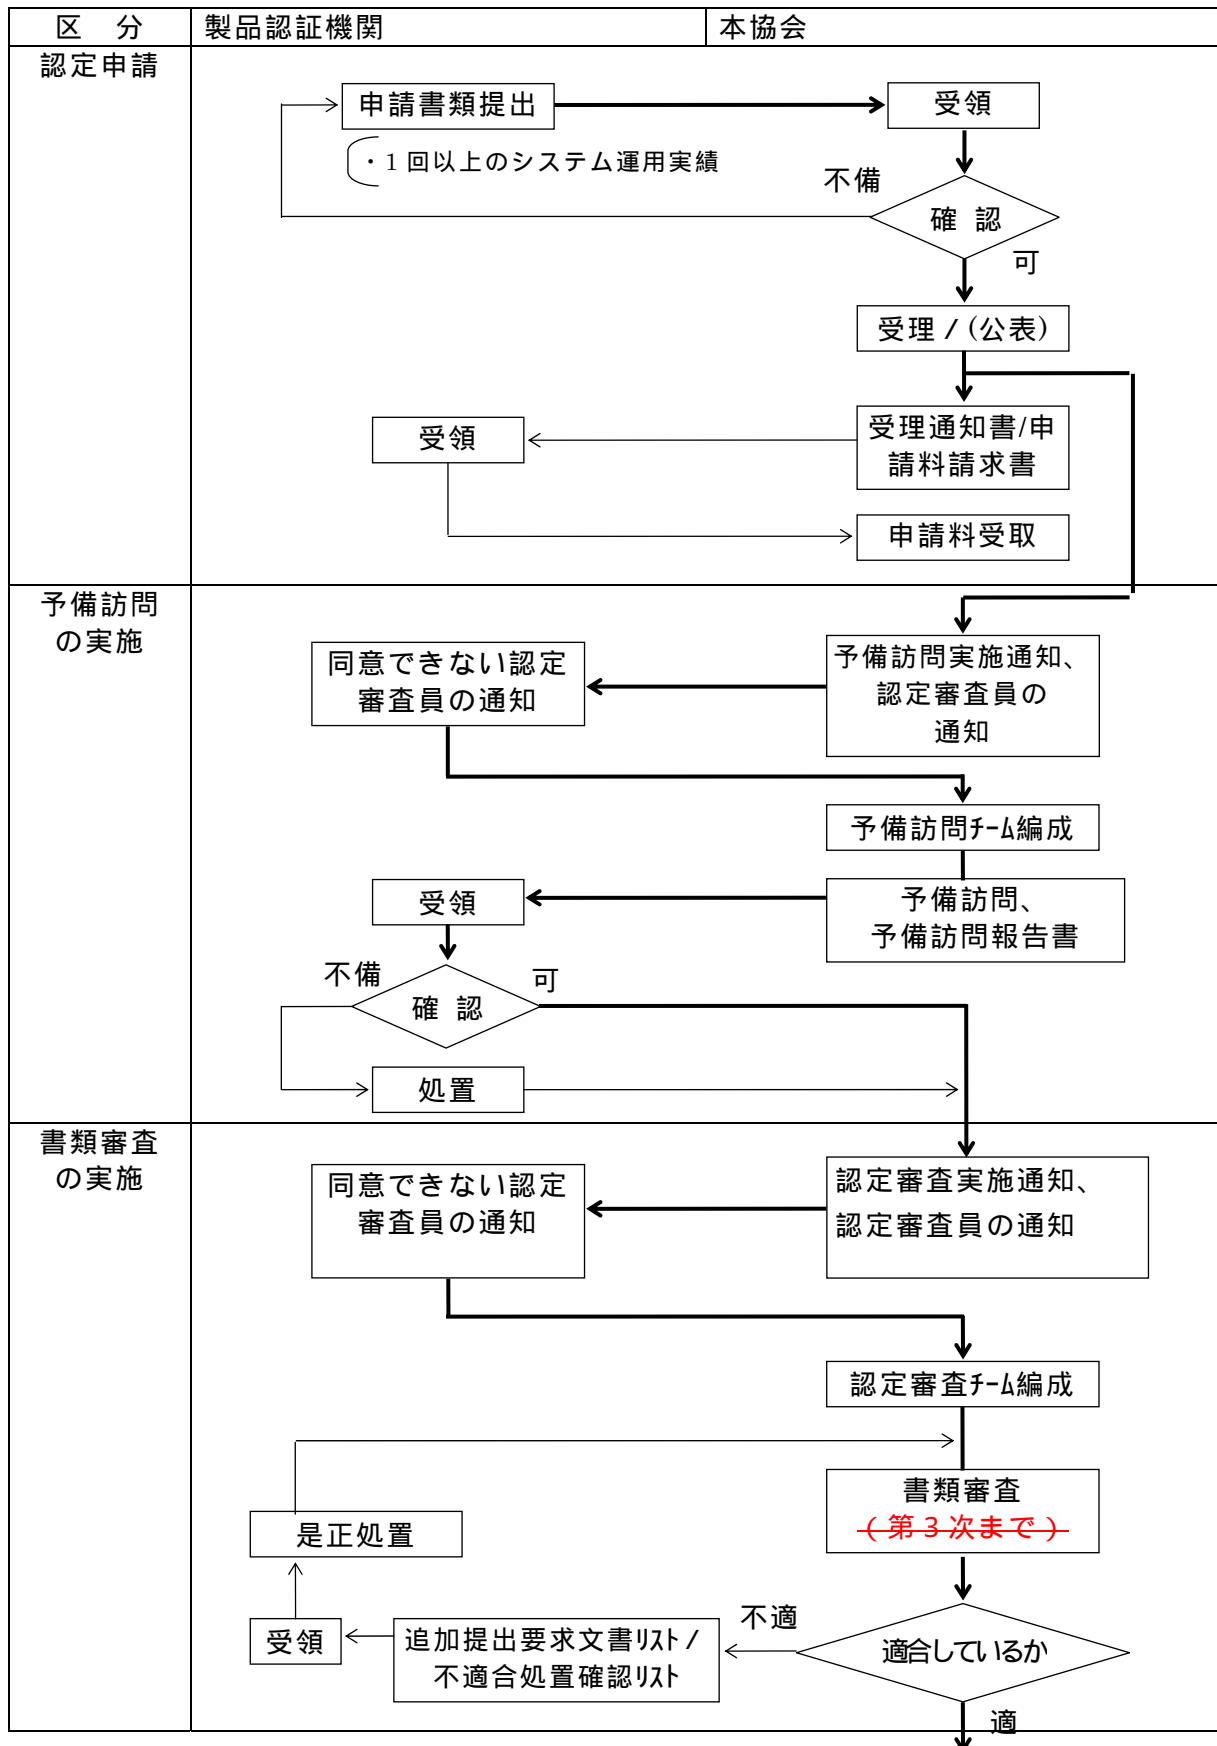 区　分
製品認証機関
本協会
認定申請
申請書類提出
受領
・1回以上のシステム運用実績
不備
確 認
可
受理 / (公表)
受領
受理通知書/申
請料請求書
申請料受取
予備訪問
の実施
同意できない認定
審査員の通知
予備訪問実施通知、
認定審査員の
通知
予備訪問ﾁｰﾑ編成
受領
予備訪問、
予備訪問報告書
不備
確 認
可
処置
書類審査
の実施
同意できない認定
審査員の通知
認定審査実施通知、
認定審査員の通知
認定審査ﾁｰﾑ編成
書類審査
(第3次まで)
是正処置
受領
追加提出要求文書ﾘｽﾄ /
不適合処置確認ﾘｽﾄ
不適
適合しているか
適